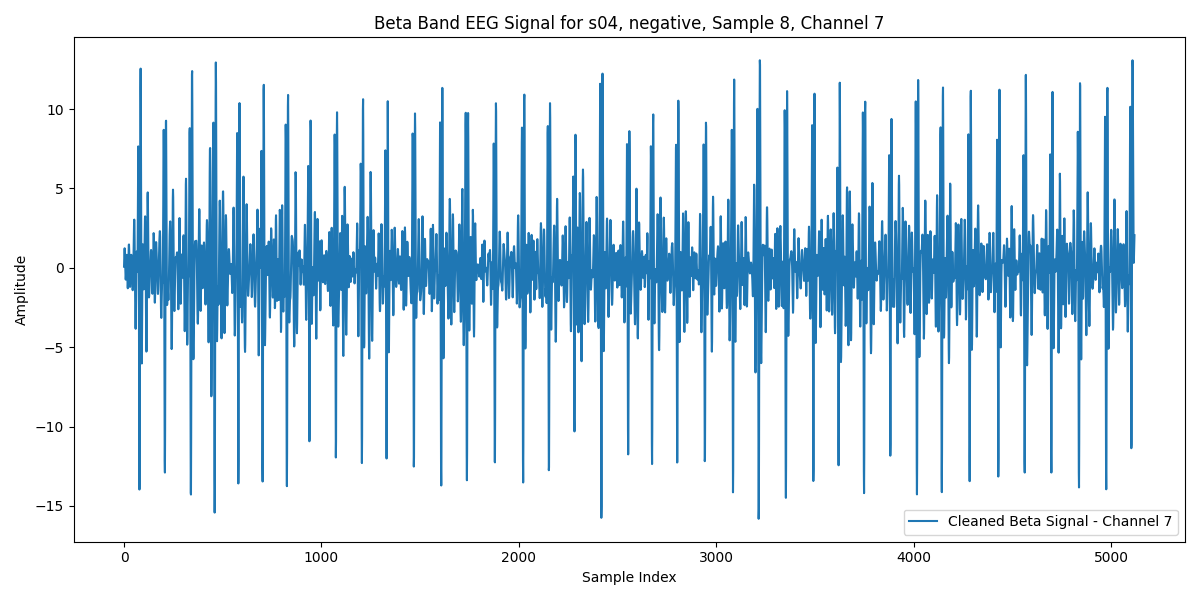 Beta Band EEG Signal for s04, negative, Sample 8, Channel 7
Amplitude
10
5
0
−5
−10
−15
0 1000 2000 3000 4000 5000
Sample Index
Cleaned Beta Signal - Channel 7